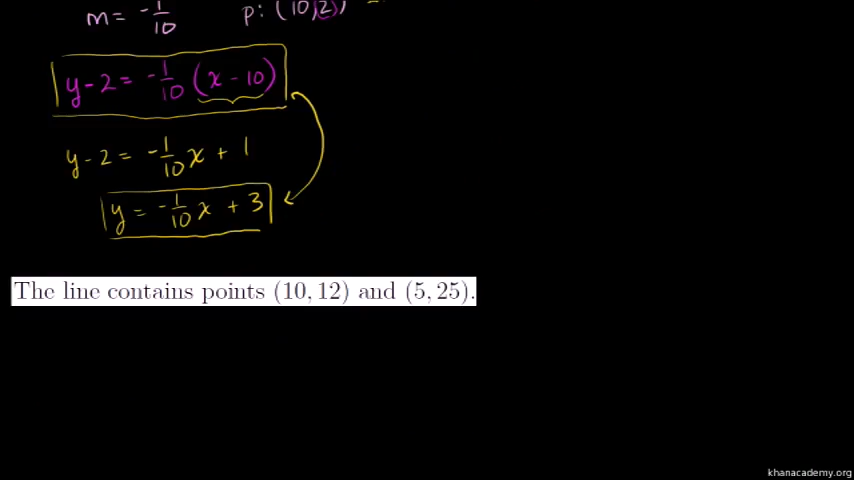 m = -1/10 p: (10,2)
y-2 = -1/10 (x-10)
y-2 = -1/10 x + 1
y = -1/10 x + 3
The line contains points (10, 12) and (5, 25).
khanacademy.org